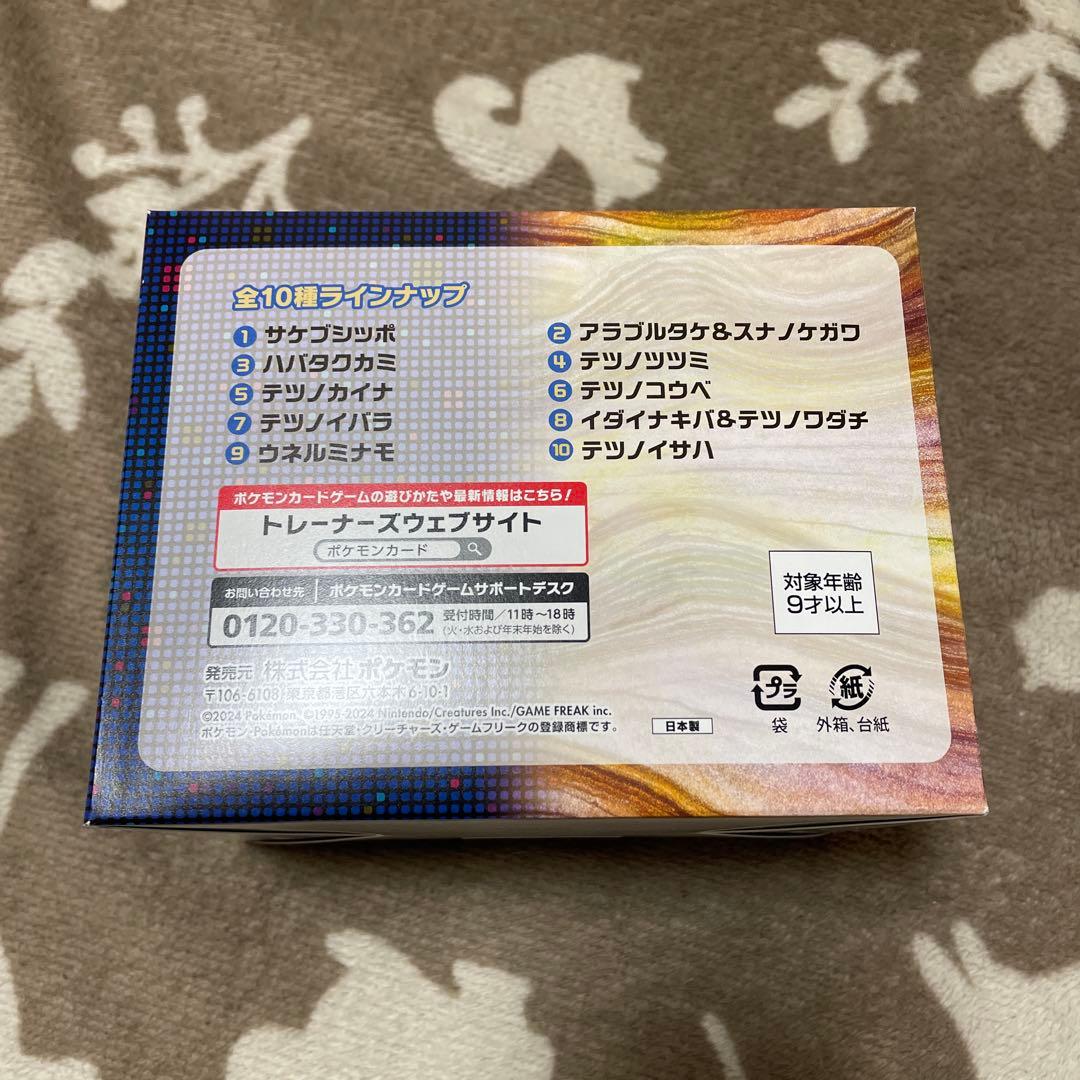 全10種ラインナップ
1 サケブシッポ
2 アラブルタケ&スナノケガワ
3 ハバタクカミ
4 テツノツツミ
5 テツノカイナ
6 テツノコウベ
7 テツノイバラ
8 イダイナキバ&テツノワダチ
9 ウネルミナモ
10 テツノイサハ
ポケモンカードゲームの遊びかたや最新情報はこちら!
トレーナーズウェブサイト
ポケモンカード
お問い合わせ先 ポケモンカードゲームサポートデスク
0120-330-362 受付時間/11時~18時
(火・水および年末年始を除く)
発売元 株式会社ポケモン
〒106-6108 東京都港区六本木6-10-1
©2024 Pokémon. ©1995-2024 Nintendo/Creatures Inc./GAME FREAK inc.
ポケモン・Pokémonは任天堂・クリーチャーズ・ゲームフリークの登録商標です。
日本製
対象年齢
9才以上
プラ
袋
紙
外箱、台紙